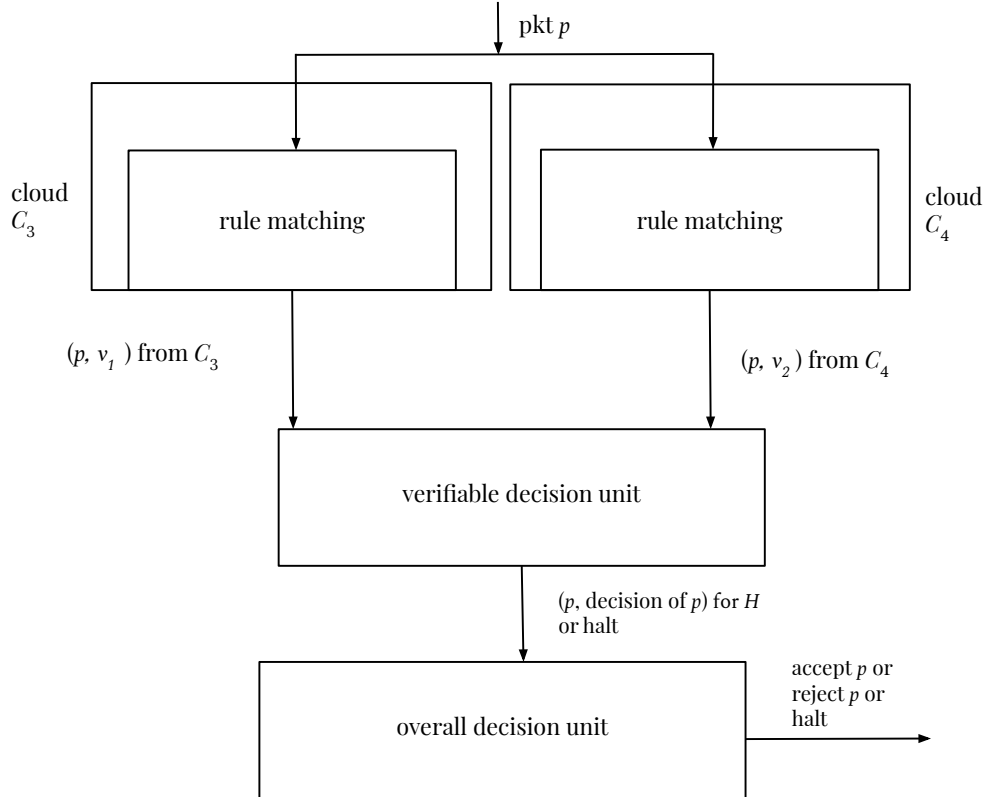 pkt p
cloud
C₃
rule matching
rule matching
cloud
C₄
(p, v₁ ) from C₃
(p, v₂ ) from C₄
verifiable decision unit
(p, decision of p) for H
or halt
accept p or
reject p or
halt
overall decision unit